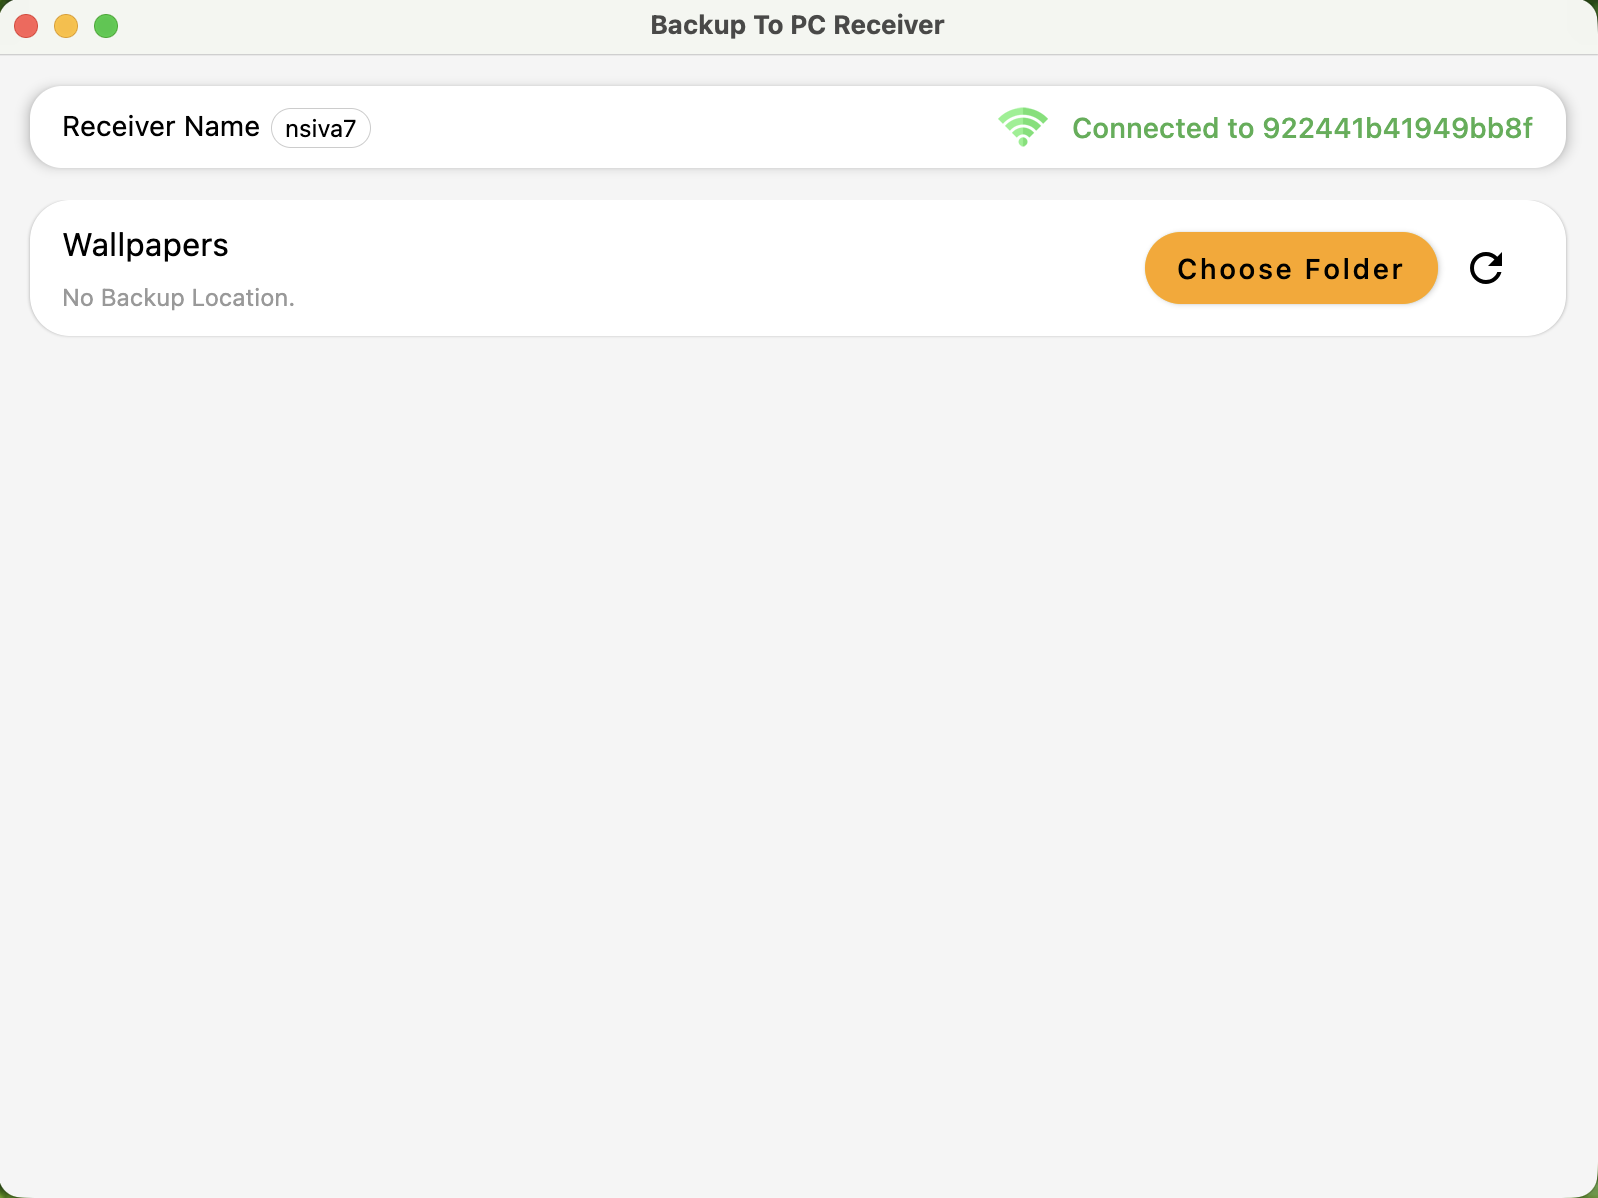 Backup To PC Receiver
Receiver Name nsiva7
Connected to 922441b41949bb8f
Wallpapers
No Backup Location.
Choose Folder